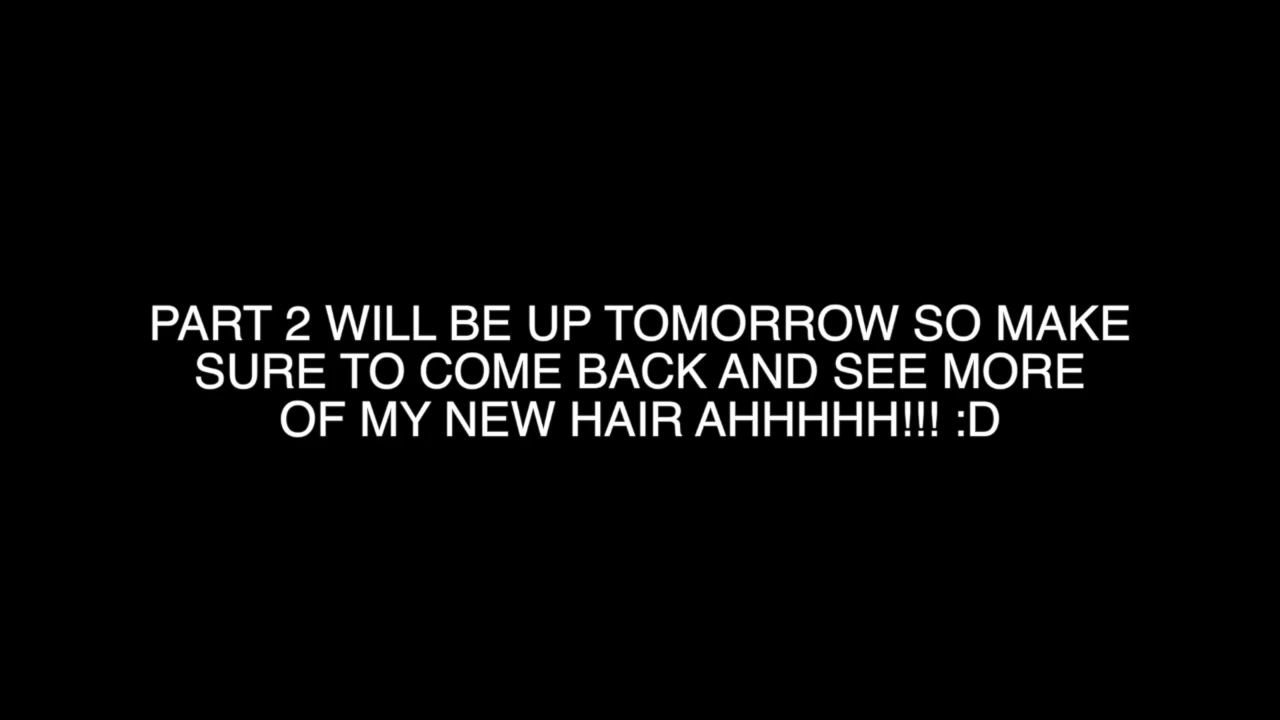 PART 2 WILL BE UP TOMORROW SO MAKE
SURE TO COME BACK AND SEE MORE
OF MY NEW HAIR AHHHHH!!! :D